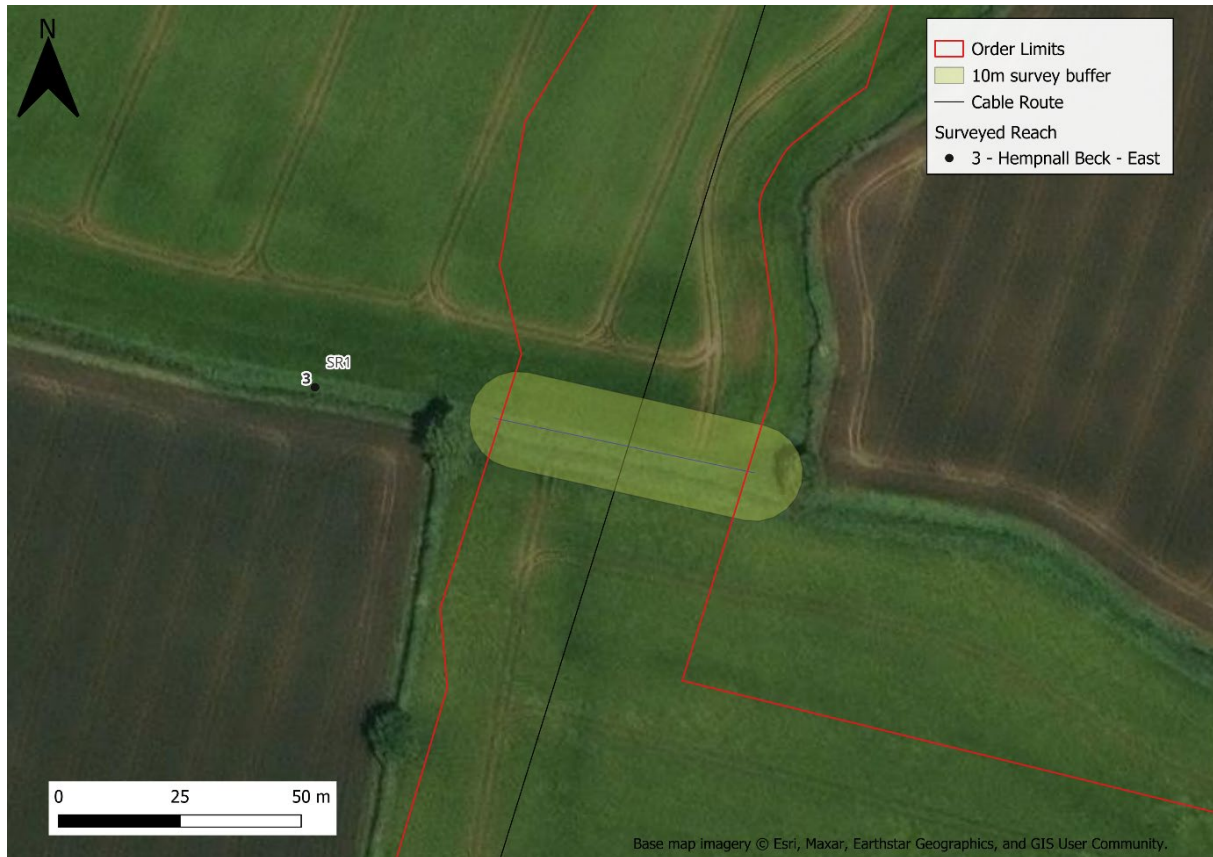 N
Order Limits
10m survey buffer
Cable Route
Surveyed Reach
3 - Hempnall Beck - East
SR1
3
0 25 50 m
Base map imagery © Esri, Maxar, Earthstar Geographics, and GIS User Community.